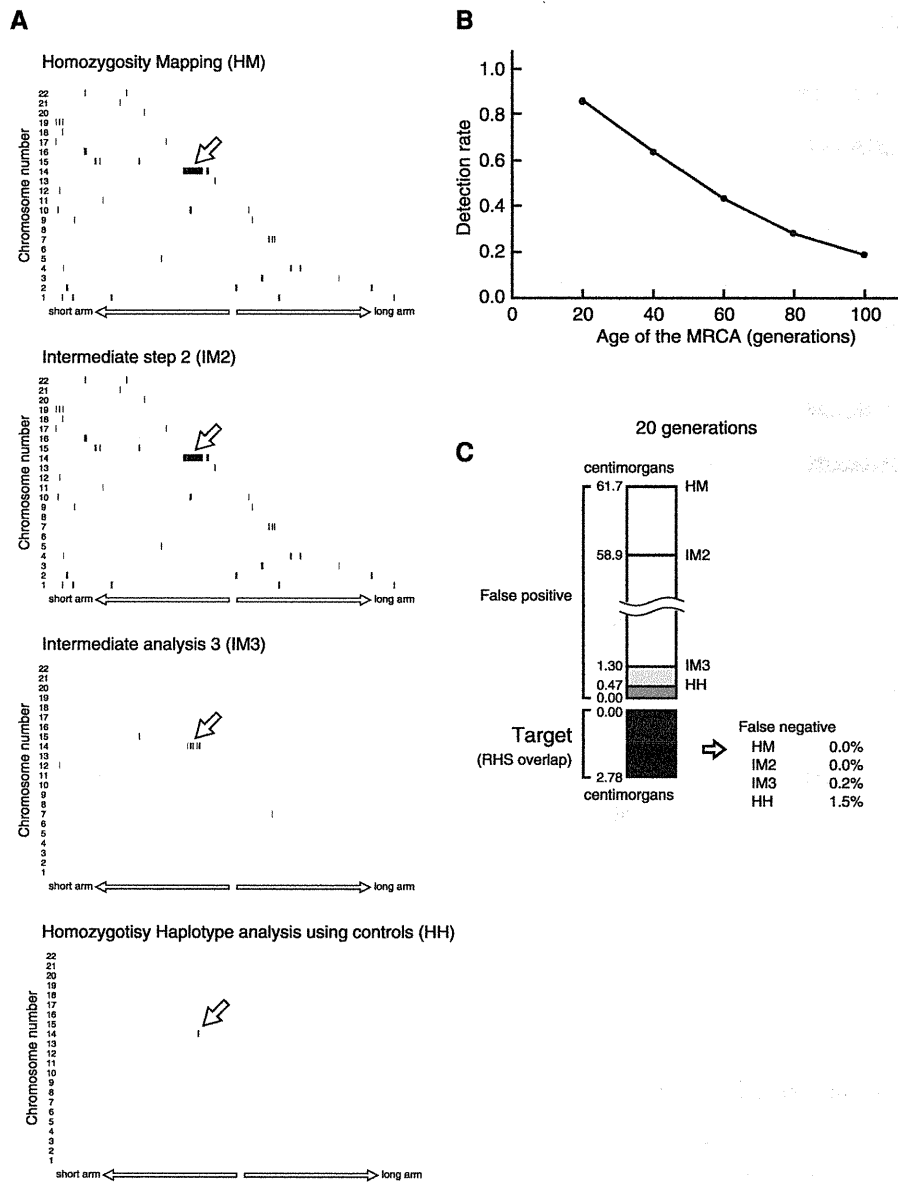 A
Homozygosity Mapping (HM)
Chromosome number
22
21
20
19
18
17
16
15
14
13
12
11
10
9
8
7
6
5
4
3
2
1
short arm
long arm
Intermediate step 2 (IM2)
Chromosome number
22
21
20
19
18
17
16
15
14
13
12
11
10
9
8
7
6
5
4
3
2
1
short arm
long arm
Intermediate analysis 3 (IM3)
Chromosome number
22
21
20
19
18
17
16
15
14
13
12
11
10
9
8
7
6
5
4
3
2
1
short arm
long arm
Homozygotisy Haplotype analysis using controls (HH)
Chromosome number
22
21
20
19
18
17
16
15
14
13
12
11
10
9
8
7
6
5
4
3
2
1
short arm
long arm
B
Detection rate
1.0
0.8
0.6
0.4
0.2
0.0
0 20 40 60 80 100
Age of the MRCA (generations)
C
20 generations
centimorgans
61.7 HM
58.9 IM2
False positive
1.30 IM3
0.47 HH
0.00
0.00
Target
(RHS overlap)
2.78
centimorgans
False negative
HM 0.0%
IM2 0.0%
IM3 0.2%
HH 1.5%